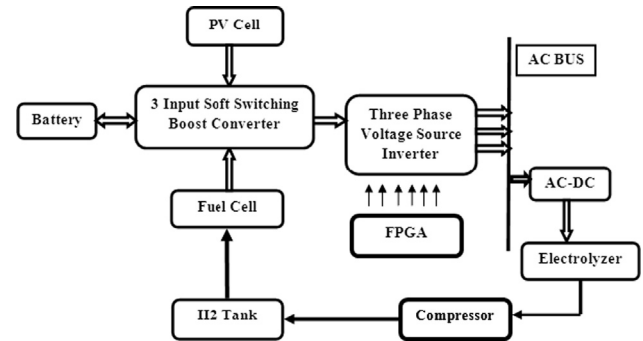 PV Cell
AC BUS
Battery
3 Input Soft Switching
Boost Converter
Three Phase
Voltage Source
Inverter
AC-DC
Fuel Cell
FPGA
Electrolyzer
H2 Tank
Compressor